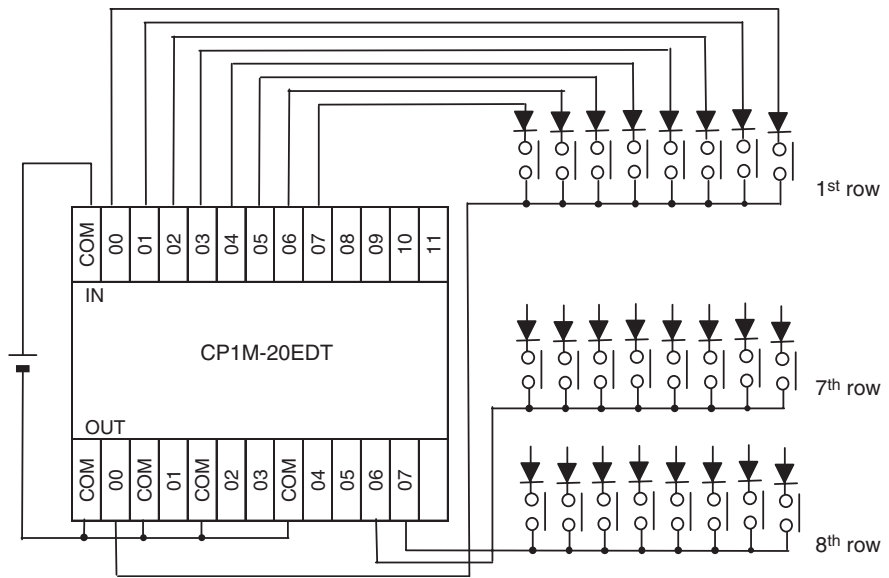 1st row
COM 00 01 02 03 04 05 06 07 08 09 10 11
IN
CP1M-20EDT
7th row
OUT
COM 00 COM 01 COM 02 03 COM 04 05 06 07
8th row